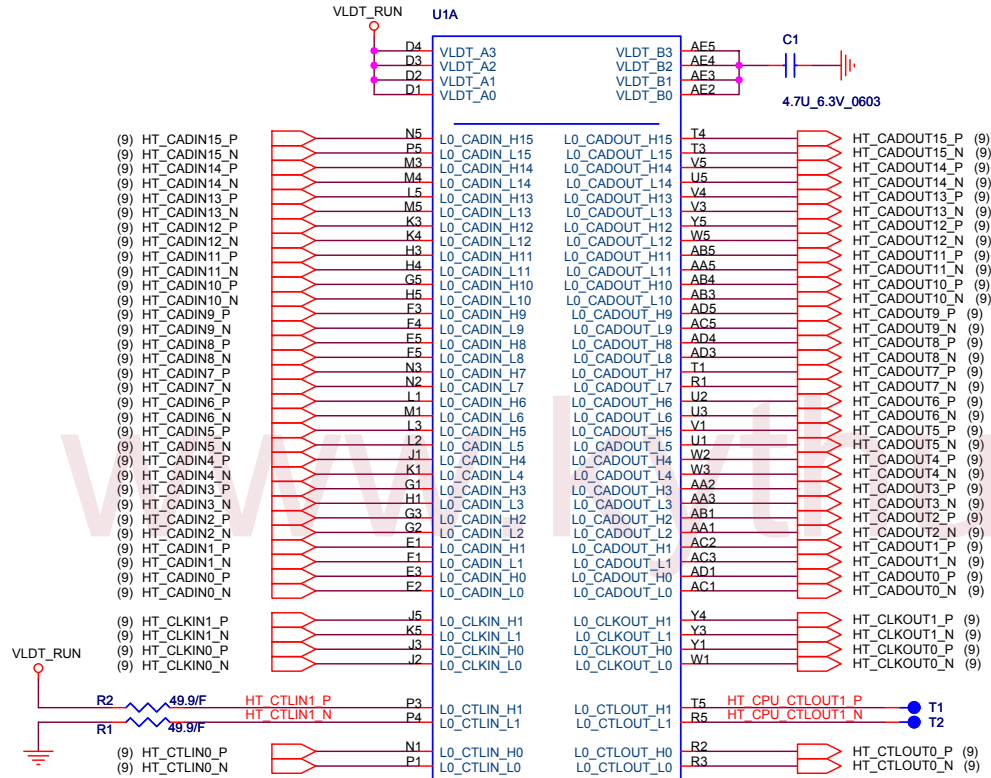 VLDT_RUN U1A
D4 VLDT_A3 VLDT_B3 AE5 C1
D3 VLDT_A2 VLDT_B2 AE4
D2 VLDT_A1 VLDT_B1 AE3
D1 VLDT_A0 VLDT_B0 AE2 4.7U_6.3V_0603
(9) HT_CADIN15_P N5 L0_CADIN_H15 L0_CADOUT_H15 T4 HT_CADOUT15_P (9)
(9) HT_CADIN15_N P5 L0_CADIN_L15 L0_CADOUT_L15 T3 HT_CADOUT15_N (9)
(9) HT_CADIN14_P M3 L0_CADIN_H14 L0_CADOUT_H14 V5 HT_CADOUT14_P (9)
(9) HT_CADIN14_N M4 L0_CADIN_L14 L0_CADOUT_L14 U5 HT_CADOUT14_N (9)
(9) HT_CADIN13_P L5 L0_CADIN_H13 L0_CADOUT_H13 V4 HT_CADOUT13_P (9)
(9) HT_CADIN13_N M5 L0_CADIN_L13 L0_CADOUT_L13 V3 HT_CADOUT13_N (9)
(9) HT_CADIN12_P K3 L0_CADIN_H12 L0_CADOUT_H12 Y5 HT_CADOUT12_P (9)
(9) HT_CADIN12_N K4 L0_CADIN_L12 L0_CADOUT_L12 W5 HT_CADOUT12_N (9)
(9) HT_CADIN11_P H3 L0_CADIN_H11 L0_CADOUT_H11 AB5 HT_CADOUT11_P (9)
(9) HT_CADIN11_N H4 L0_CADIN_L11 L0_CADOUT_L11 AA5 HT_CADOUT11_N (9)
(9) HT_CADIN10_P G5 L0_CADIN_H10 L0_CADOUT_H10 AB4 HT_CADOUT10_P (9)
(9) HT_CADIN10_N H5 L0_CADIN_L10 L0_CADOUT_L10 AB3 HT_CADOUT10_N (9)
(9) HT_CADIN9_P F3 L0_CADIN_H9 L0_CADOUT_H9 AD5 HT_CADOUT9_P (9)
(9) HT_CADIN9_N F4 L0_CADIN_L9 L0_CADOUT_L9 AC5 HT_CADOUT9_N (9)
(9) HT_CADIN8_P E5 L0_CADIN_H8 L0_CADOUT_H8 AD4 HT_CADOUT8_P (9)
(9) HT_CADIN8_N F5 L0_CADIN_L8 L0_CADOUT_L8 AD3 HT_CADOUT8_N (9)
(9) HT_CADIN7_P N3 L0_CADIN_H7 L0_CADOUT_H7 T1 HT_CADOUT7_P (9)
(9) HT_CADIN7_N N2 L0_CADIN_L7 L0_CADOUT_L7 R1 HT_CADOUT7_N (9)
(9) HT_CADIN6_P L1 L0_CADIN_H6 L0_CADOUT_H6 U2 HT_CADOUT6_P (9)
(9) HT_CADIN6_N M1 L0_CADIN_L6 L0_CADOUT_L6 U3 HT_CADOUT6_N (9)
(9) HT_CADIN5_P L3 L0_CADIN_H5 L0_CADOUT_H5 V1 HT_CADOUT5_P (9)
(9) HT_CADIN5_N L2 L0_CADIN_L5 L0_CADOUT_L5 U1 HT_CADOUT5_N (9)
(9) HT_CADIN4_P J1 L0_CADIN_H4 L0_CADOUT_H4 W2 HT_CADOUT4_P (9)
(9) HT_CADIN4_N K1 L0_CADIN_L4 L0_CADOUT_L4 W3 HT_CADOUT4_N (9)
(9) HT_CADIN3_P G1 L0_CADIN_H3 L0_CADOUT_H3 AA2 HT_CADOUT3_P (9)
(9) HT_CADIN3_N H1 L0_CADIN_L3 L0_CADOUT_L3 AA3 HT_CADOUT3_N (9)
(9) HT_CADIN2_P G3 L0_CADIN_H2 L0_CADOUT_H2 AB1 HT_CADOUT2_P (9)
(9) HT_CADIN2_N G2 L0_CADIN_L2 L0_CADOUT_L2 AA1 HT_CADOUT2_N (9)
(9) HT_CADIN1_P E1 L0_CADIN_H1 L0_CADOUT_H1 AC2 HT_CADOUT1_P (9)
(9) HT_CADIN1_N F1 L0_CADIN_L1 L0_CADOUT_L1 AC3 HT_CADOUT1_N (9)
(9) HT_CADIN0_P E3 L0_CADIN_H0 L0_CADOUT_H0 AD1 HT_CADOUT0_P (9)
(9) HT_CADIN0_N E2 L0_CADIN_L0 L0_CADOUT_L0 AC1 HT_CADOUT0_N (9)
www.kythu
(9) HT_CLKIN1_P J5 L0_CLKIN_H1 L0_CLKOUT_H1 Y4 HT_CLKOUT1_P (9)
(9) HT_CLKIN1_N K5 L0_CLKIN_L1 L0_CLKOUT_L1 Y3 HT_CLKOUT1_N (9)
(9) HT_CLKIN0_P J3 L0_CLKIN_H0 L0_CLKOUT_H0 Y1 HT_CLKOUT0_P (9)
(9) HT_CLKIN0_N J2 L0_CLKIN_L0 L0_CLKOUT_L0 W1 HT_CLKOUT0_N (9)
VLDT_RUN
R2 49.9/F HT_CTLIN1_P P3 L0_CTLIN_H1 L0_CTLOUT_H1 T5 HT_CPU_CTLOUT1_P T1
R1 49.9/F HT_CTLIN1_N P4 L0_CTLIN_L1 L0_CTLOUT_L1 R5 HT_CPU_CTLOUT1_N T2
(9) HT_CTLIN0_P N1 L0_CTLIN_H0 L0_CTLOUT_H0 R2 HT_CTLOUT0_P (9)
(9) HT_CTLIN0_N P1 L0_CTLIN_L0 L0_CTLOUT_L0 R3 HT_CTLOUT0_N (9)